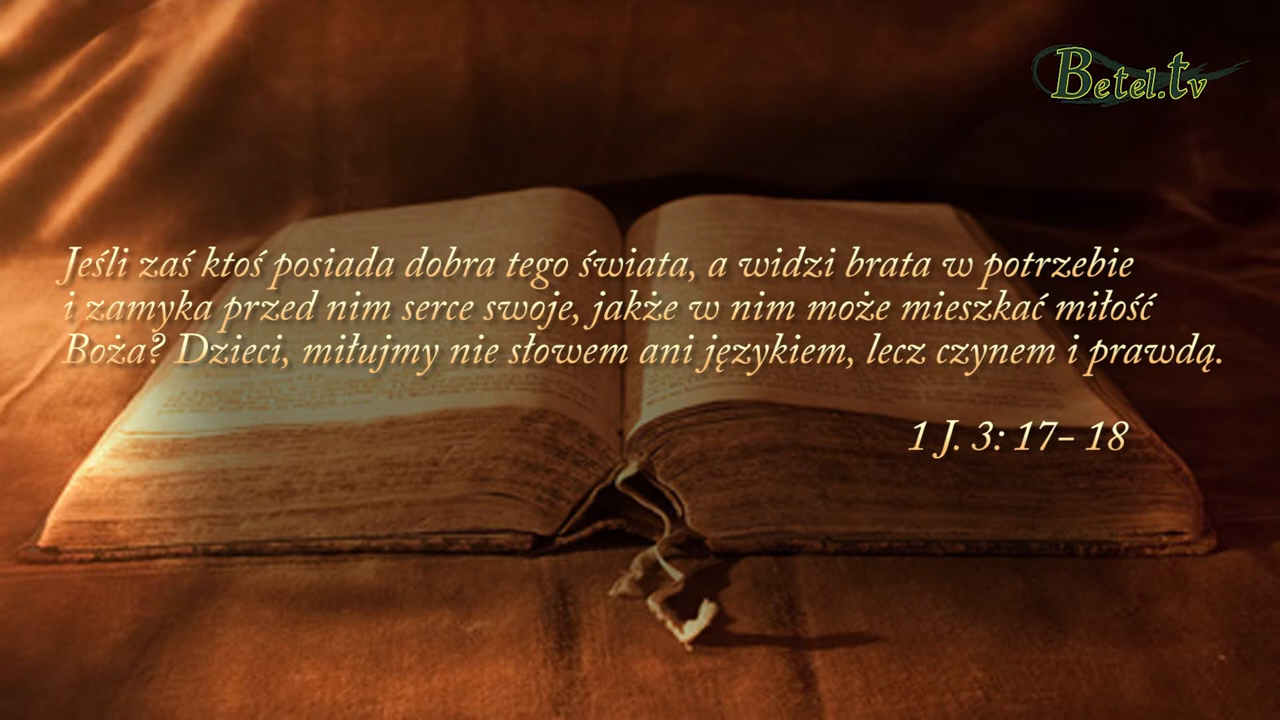 Betel.tv
Jeśli zaś ktoś posiada dobra tego świata, a widzi brata w potrzebie
i zamyka przed nim serce swoje, jakże w nim może mieszkać miłość
Boża? Dzieci, miłujmy nie słowem ani językiem, lecz czynem i prawdą.
1 J. 3: 17– 18